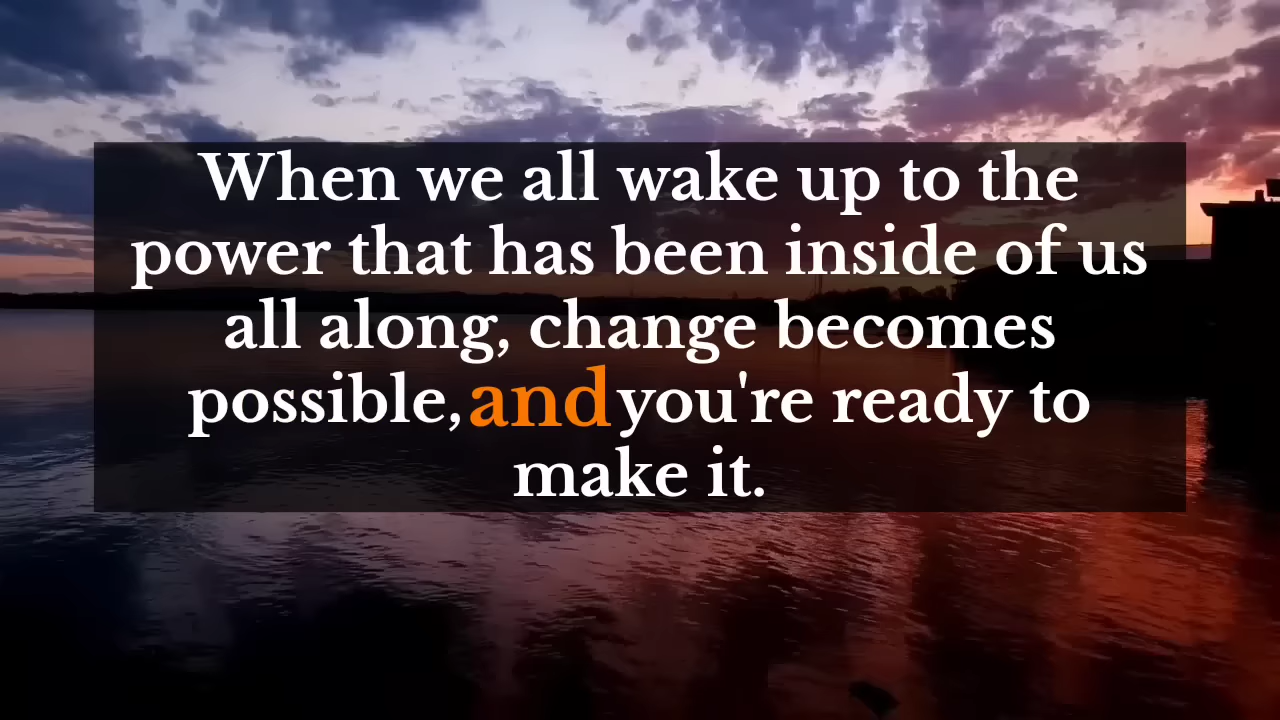 When we all wake up to the
power that has been inside of us
all along, change becomes
possible, and you're ready to
make it.